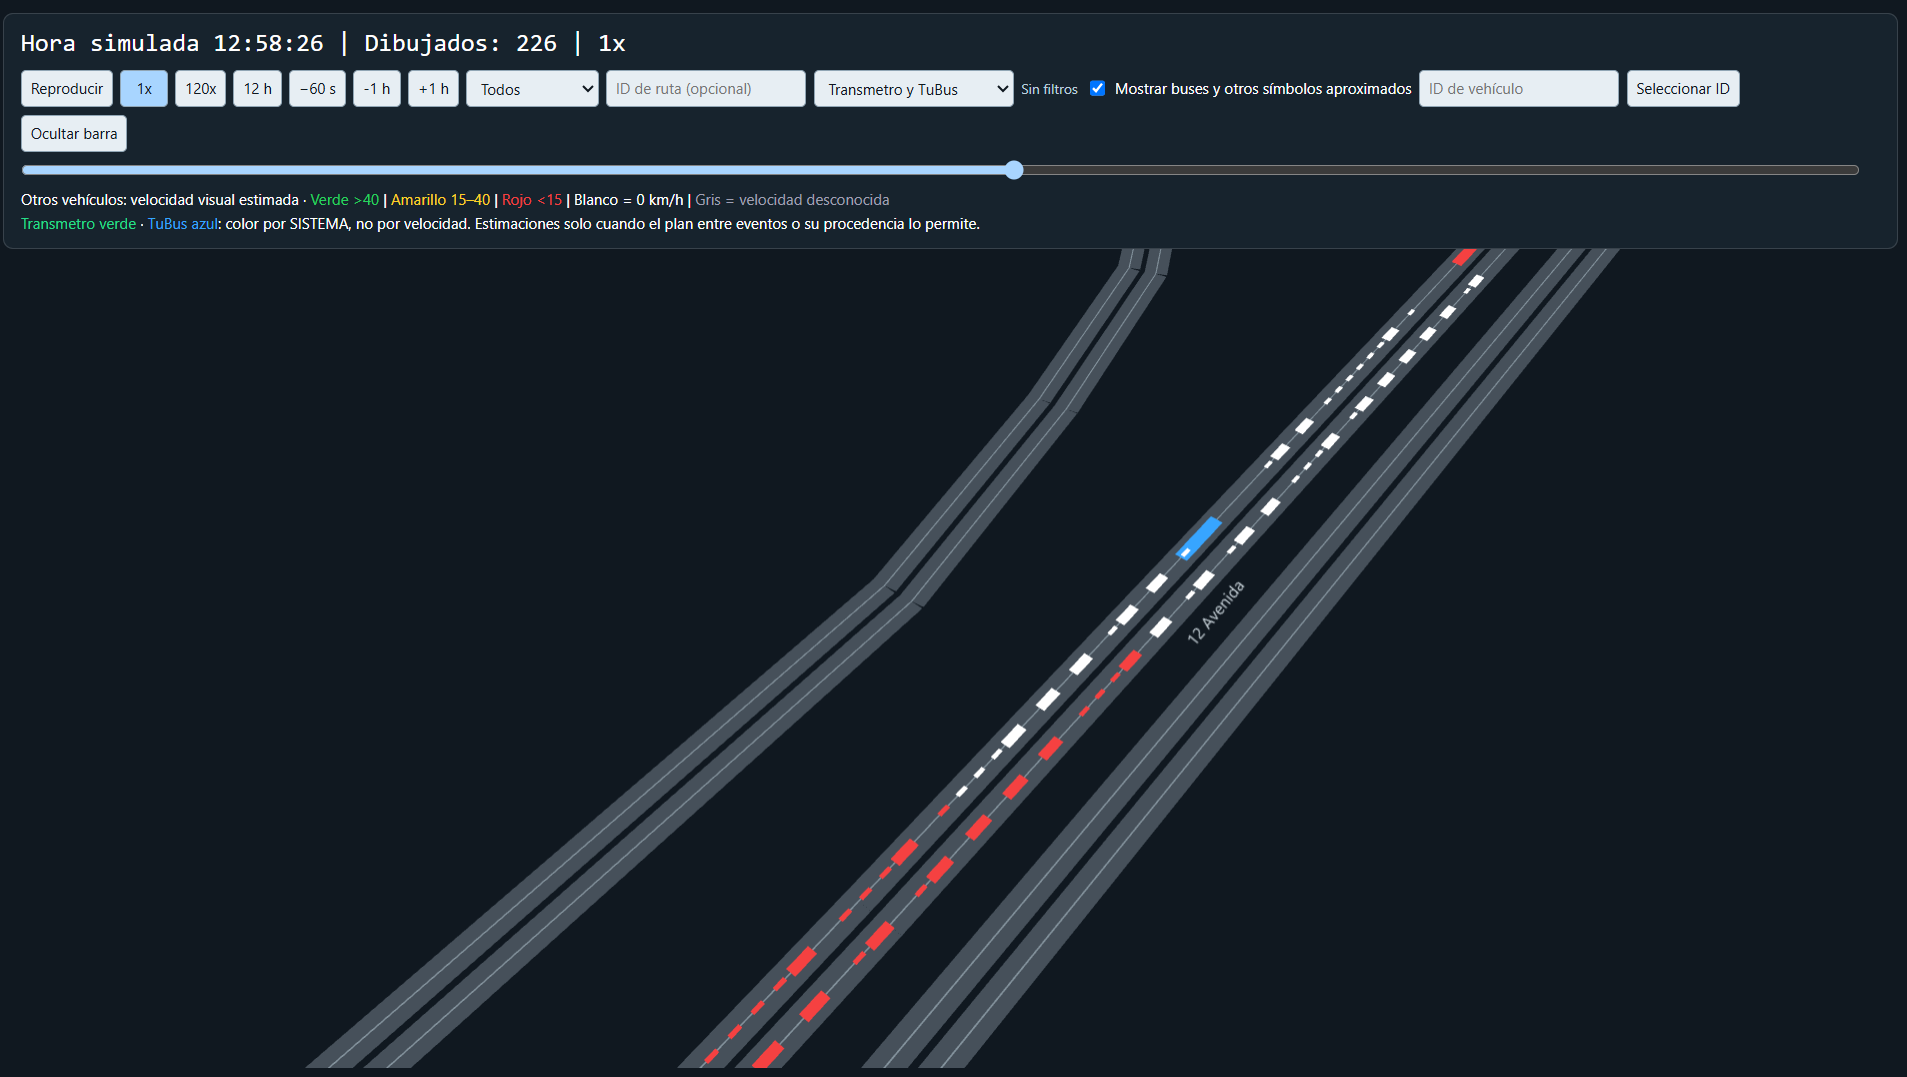 Hora simulada 12:58:26 | Dibujados: 226 | 1x
Reproducir 1x 120x 12 h −60 s -1 h +1 h Todos ID de ruta (opcional) Transmetro y TuBus Sin filtros Mostrar buses y otros símbolos aproximados ID de vehículo Seleccionar ID
Ocultar barra
Otros vehículos: velocidad visual estimada · Verde >40 | Amarillo 15–40 | Rojo <15 | Blanco = 0 km/h | Gris = velocidad desconocida
Transmetro verde · TuBus azul: color por SISTEMA, no por velocidad. Estimaciones solo cuando el plan entre eventos o su procedencia lo permite.
12 Avenida